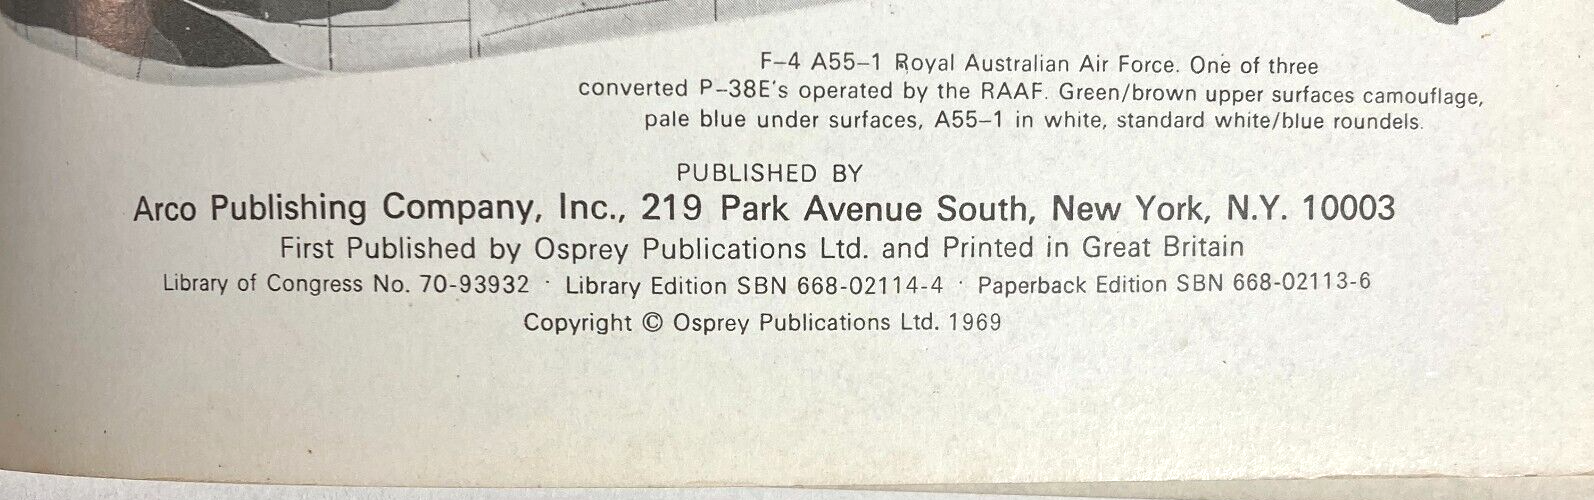 F-4 A55-1 Royal Australian Air Force. One of three
converted P-38E's operated by the RAAF. Green/brown upper surfaces camouflage,
pale blue under surfaces, A55-1 in white, standard white/blue roundels.
PUBLISHED BY
Arco Publishing Company, Inc., 219 Park Avenue South, New York, N.Y. 10003
First Published by Osprey Publications Ltd. and Printed in Great Britain
Library of Congress No. 70-93932 · Library Edition SBN 668-02114-4 · Paperback Edition SBN 668-02113-6
Copyright © Osprey Publications Ltd. 1969